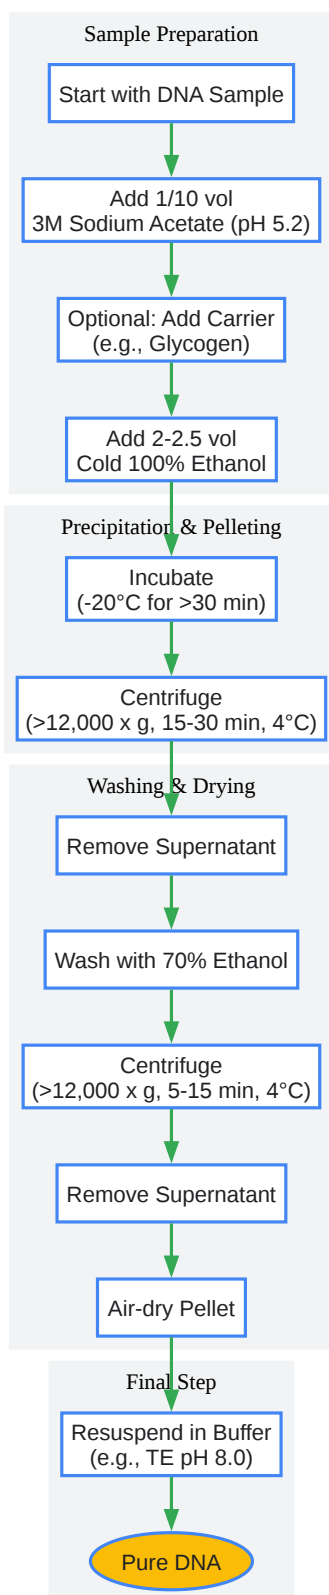 Sample Preparation
Start with DNA Sample
Add 1/10 vol
3M Sodium Acetate (pH 5.2)
Optional: Add Carrier
(e.g., Glycogen)
Add 2-2.5 vol
Cold 100% Ethanol
Precipitation & Pelleting
Incubate
(-20°C for >30 min)
Centrifuge
(>12,000 x g, 15-30 min, 4°C)
Washing & Drying
Remove Supernatant
Wash with 70% Ethanol
Centrifuge
(>12,000 x g, 5-15 min, 4°C)
Remove Supernatant
Air-dry Pellet
Final Step
Resuspend in Buffer
(e.g., TE pH 8.0)
Pure DNA